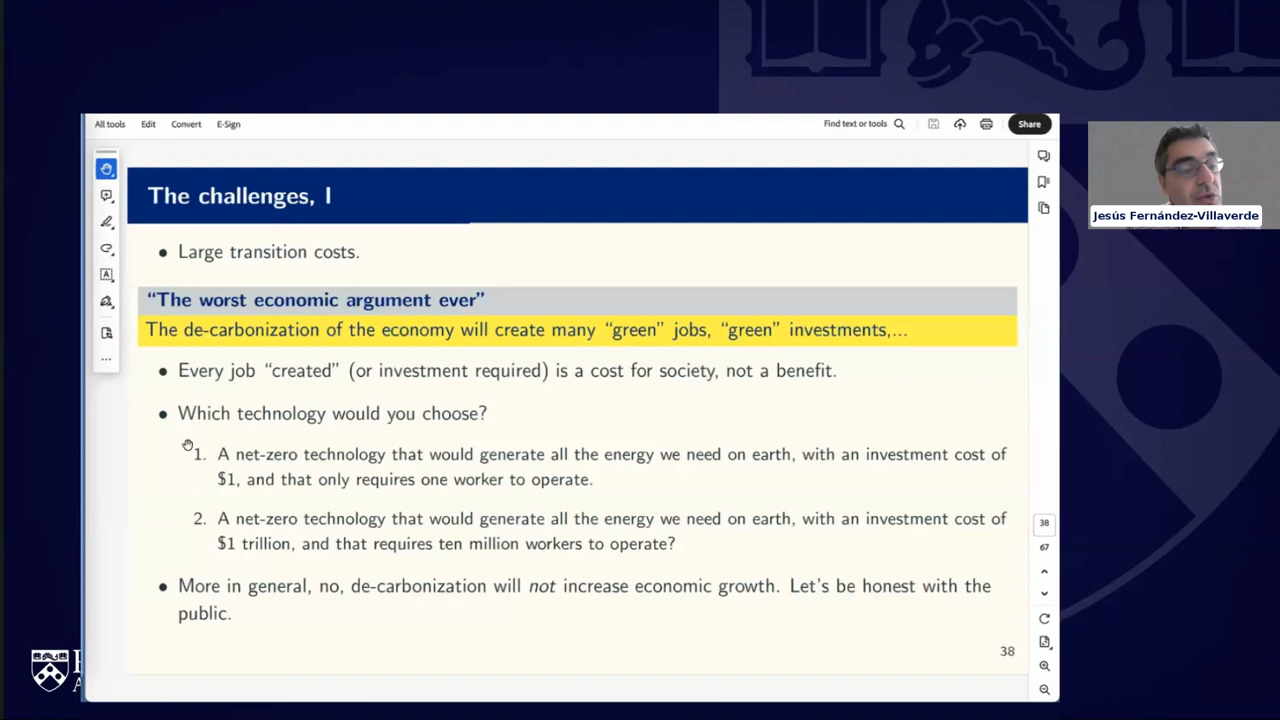 All tools Edit Convert E-Sign Find text or tools Share
The challenges, I
Jesús Fernández-Villaverde
• Large transition costs.
“The worst economic argument ever”
The de-carbonization of the economy will create many “green” jobs, “green” investments,...
• Every job “created” (or investment required) is a cost for society, not a benefit.
• Which technology would you choose?
1. A net-zero technology that would generate all the energy we need on earth, with an investment cost of
$1, and that only requires one worker to operate.
2. A net-zero technology that would generate all the energy we need on earth, with an investment cost of
$1 trillion, and that requires ten million workers to operate?
38
67
• More in general, no, de-carbonization will not increase economic growth. Let’s be honest with the
public.
38